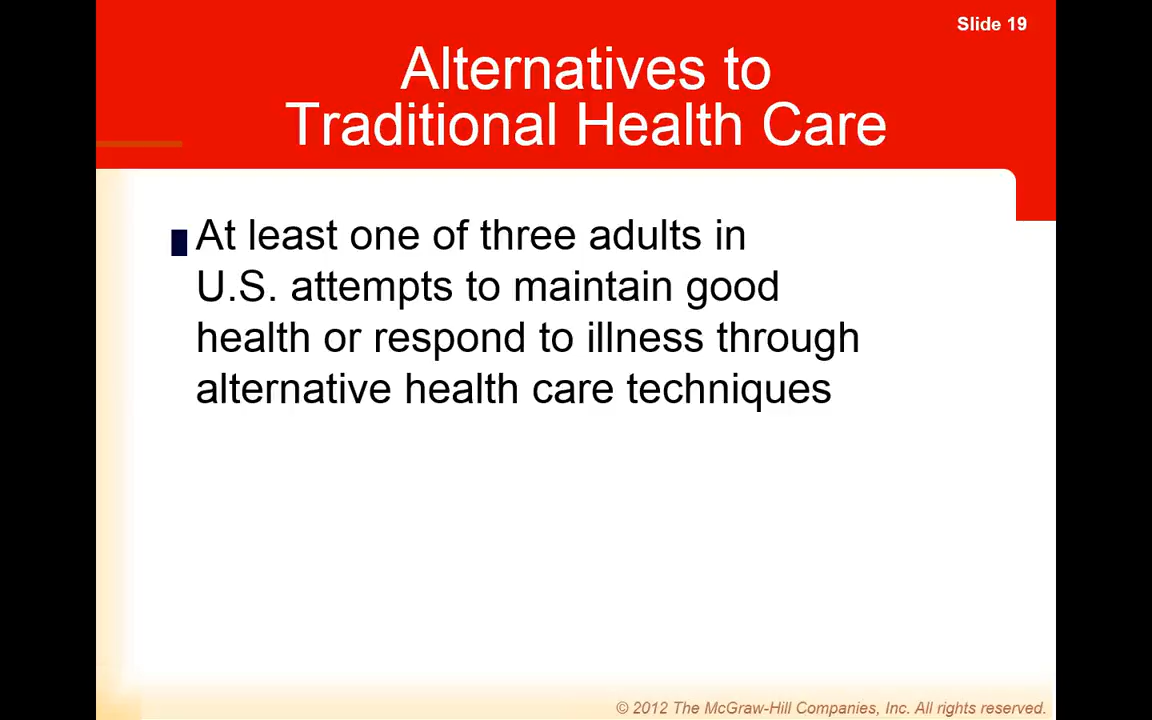 Slide 19
Alternatives to
Traditional Health Care
At least one of three adults in
U.S. attempts to maintain good
health or respond to illness through
alternative health care techniques
© 2012 The McGraw-Hill Companies, Inc. All rights reserved.